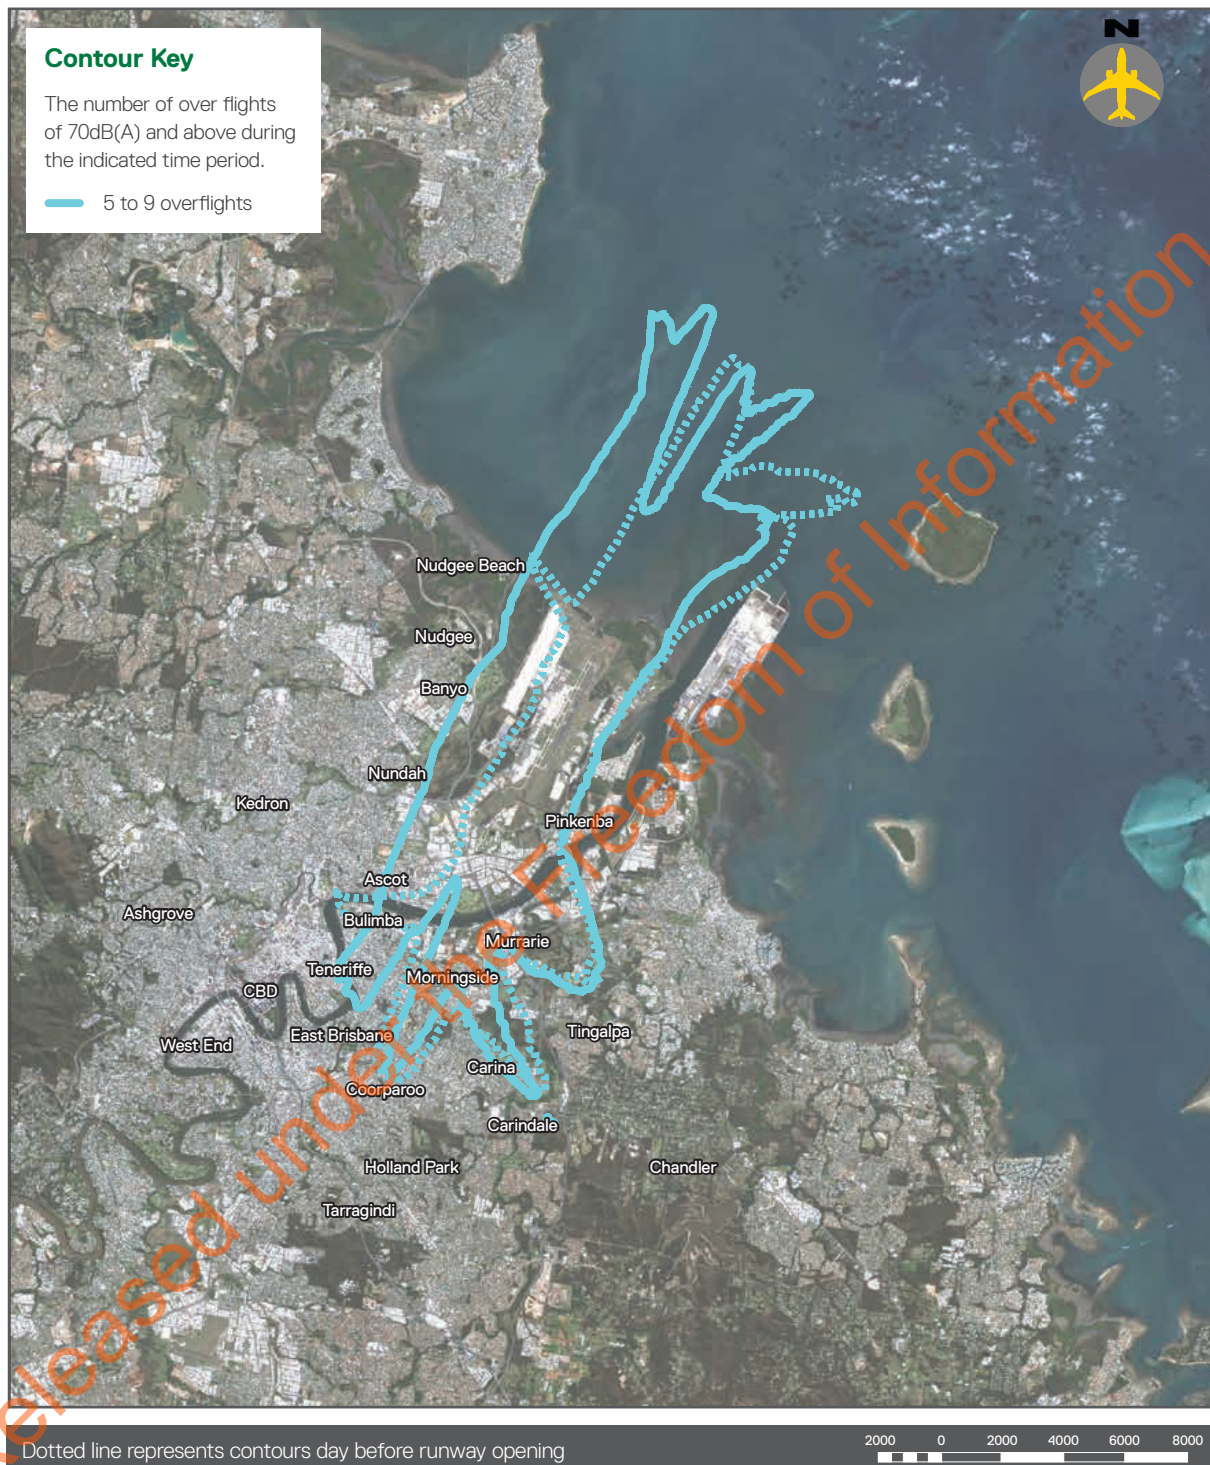 Contour Key
The number of over flights
of 70dB(A) and above during
the indicated time period.
5 to 9 overflights
N
Nudgee Beach
Nudgee
Banyo
Nundah
Kedron
Pinkenba
Ascot
Ashgrove
Bulimba
Murrarie
Teneriffe
Morningside
CBD
East Brisbane
Tingalpa
West End
Carina
Coorparoo
Carindale
Holland Park
Chandler
Tarragindi
Released under the Freedom of Information
Dotted line represents contours day before runway opening
2000 0 2000 4000 6000 8000